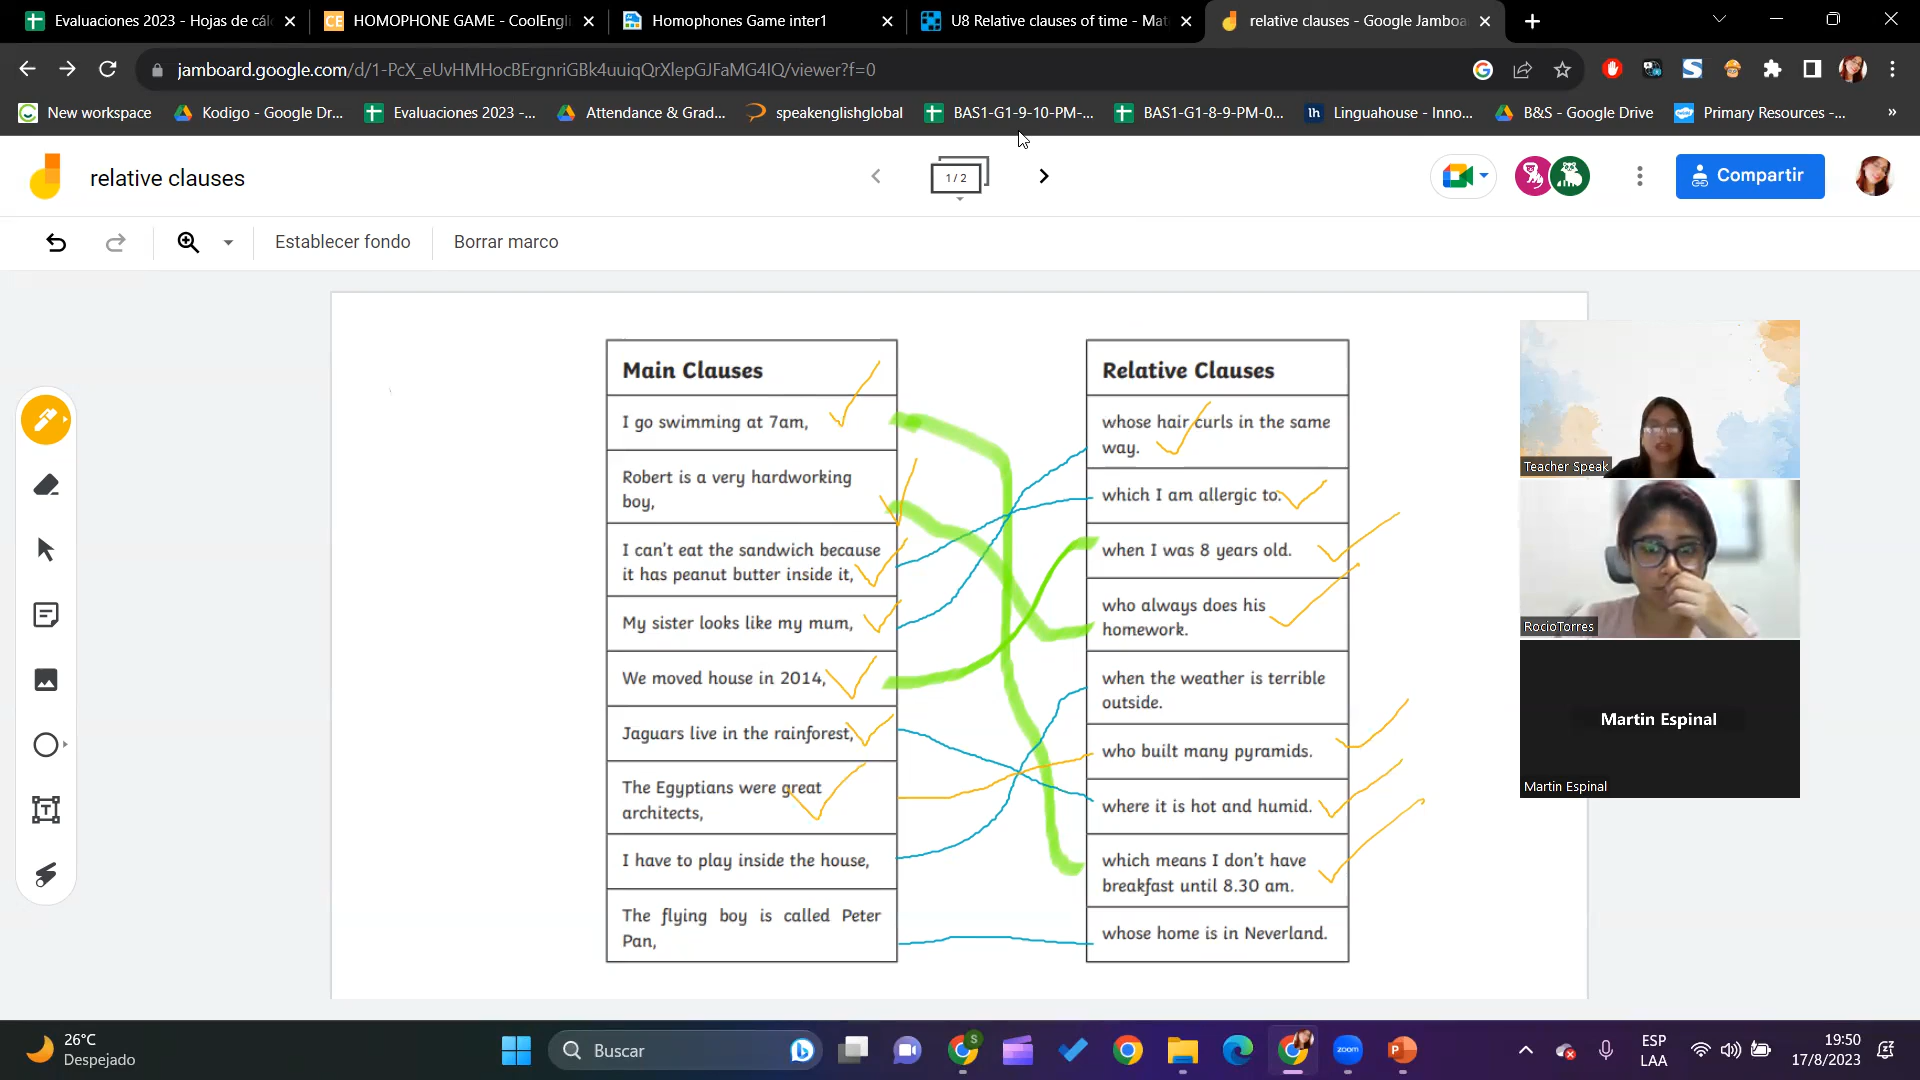 Evaluaciones 2023 - Hojas de cál
HOMOPHONE GAME - CoolEngli
Homophones Game inter1
U8 Relative clauses of time - Mat
relative clauses - Google Jamboa
jamboard.google.com/d/1-PcX_eUvHMHocBErgnriGBk4uuiqQrXlepGJFaMG4IQ/viewer?f=0
New workspace
Kodigo - Google Dr...
Evaluaciones 2023 -...
Attendance & Grad...
speakenglishglobal
BAS1-G1-9-10-PM-...
BAS1-G1-8-9-PM-0...
Linguahouse - Inno...
B&S - Google Drive
Primary Resources -...
relative clauses
1 / 2
Compartir
Establecer fondo
Borrar marco
Main Clauses
I go swimming at 7am,
Robert is a very hardworking
boy,
I can't eat the sandwich because
it has peanut butter inside it,
My sister looks like my mum,
We moved house in 2014,
Jaguars live in the rainforest,
The Egyptians were great
architects,
I have to play inside the house,
The flying boy is called Peter
Pan,
Relative Clauses
whose hair curls in the same
way.
which I am allergic to.
when I was 8 years old.
who always does his
homework.
when the weather is terrible
outside.
who built many pyramids.
where it is hot and humid.
which means I don't have
breakfast until 8.30 am.
whose home is in Neverland.
Teacher Speak
RocioTorres
Martin Espinal
Martin Espinal
26°C
Despejado
Buscar
S
zoom
ESP
LAA
19:50
17/8/2023